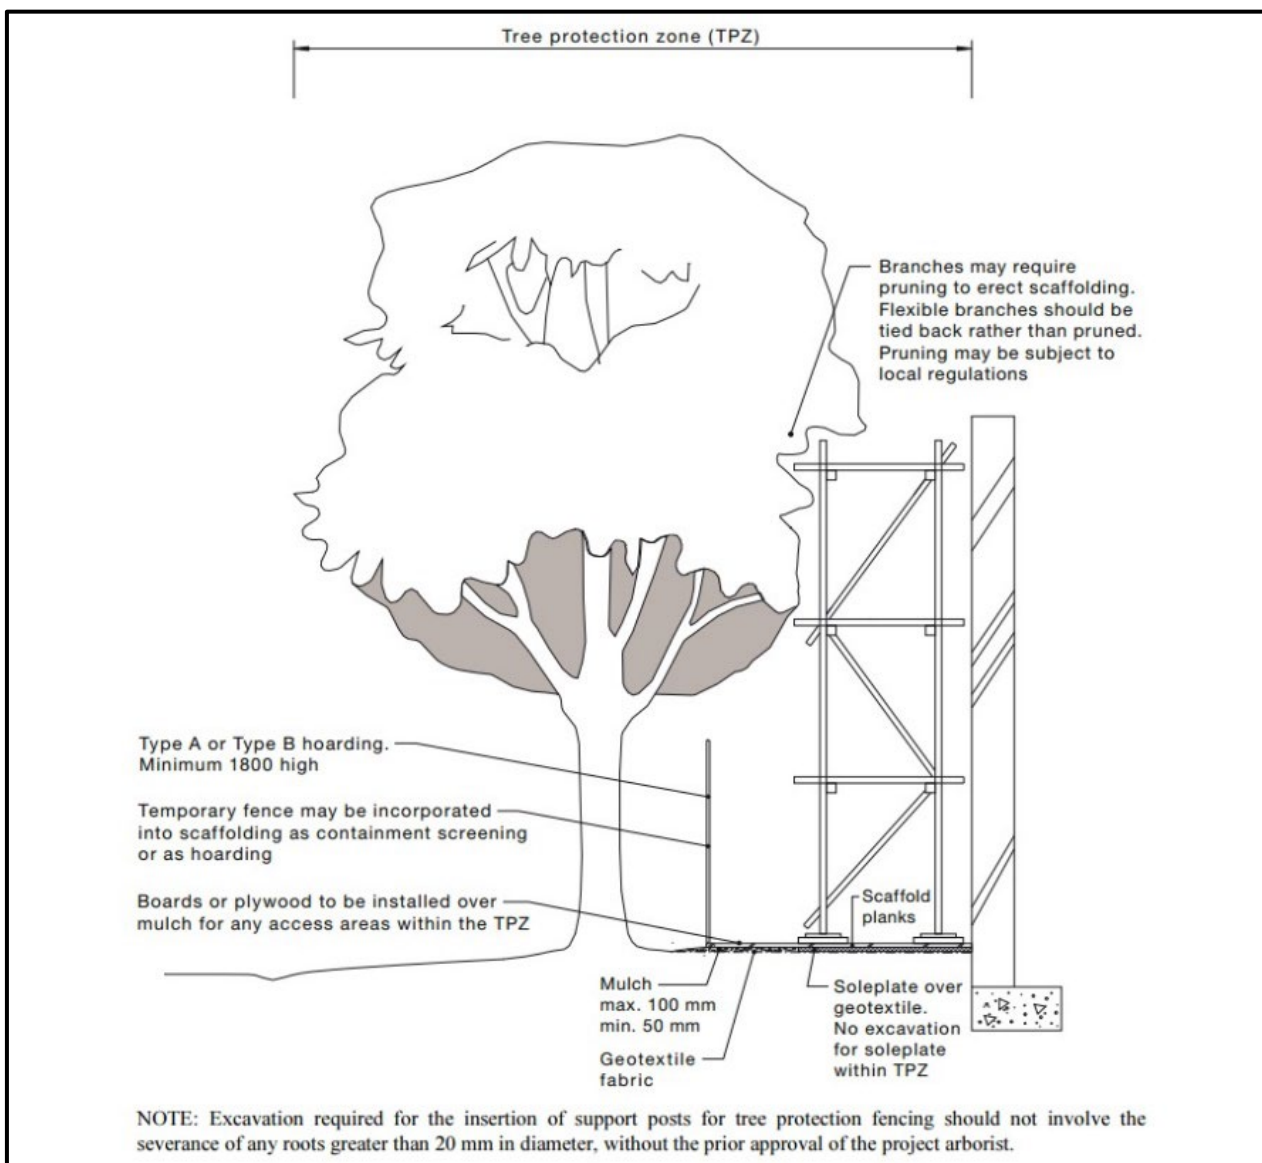 Tree protection zone (TPZ)
Branches may require
pruning to erect scaffolding.
Flexible branches should be
tied back rather than pruned.
Pruning may be subject to
local regulations
Type A or Type B hoarding.
Minimum 1800 high
Temporary fence may be incorporated
into scaffolding as containment screening
or as hoarding
Boards or plywood to be installed over
mulch for any access areas within the TPZ
Scaffold
planks
Mulch
max. 100 mm
min. 50 mm
Geotextile
fabric
Soleplate over
geotextile.
No excavation
for soleplate
within TPZ
NOTE: Excavation required for the insertion of support posts for tree protection fencing should not involve the
severance of any roots greater than 20 mm in diameter, without the prior approval of the project arborist.